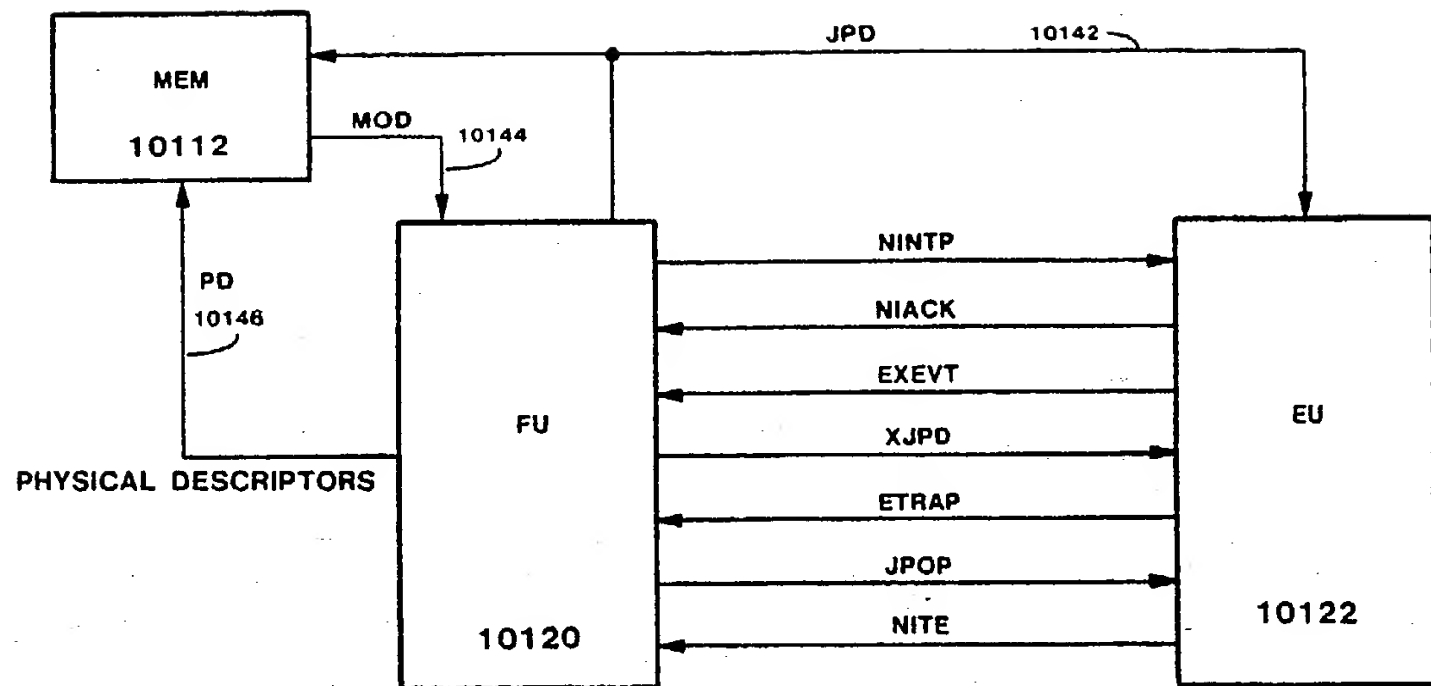 JPD
10142
MEM
10112
MOD
10144
PD
10146
PHYSICAL DESCRIPTORS
FU
10120
NINTP
NIACK
EXEVT
XJPD
ETRAP
JPOP
NITE
EU
10122